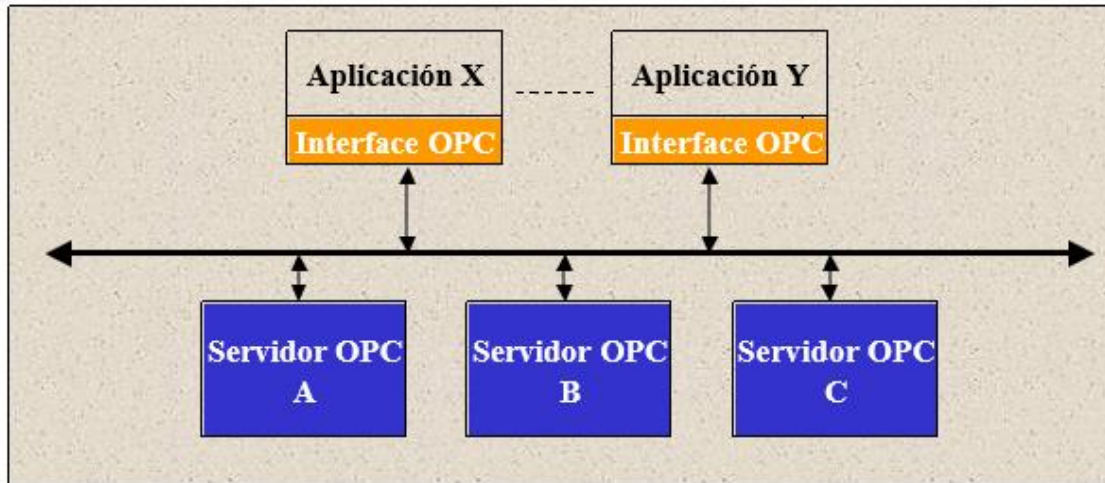 Aplicación X
Aplicación Y
Interface OPC
Interface OPC
Servidor OPC
A
Servidor OPC
B
Servidor OPC
C